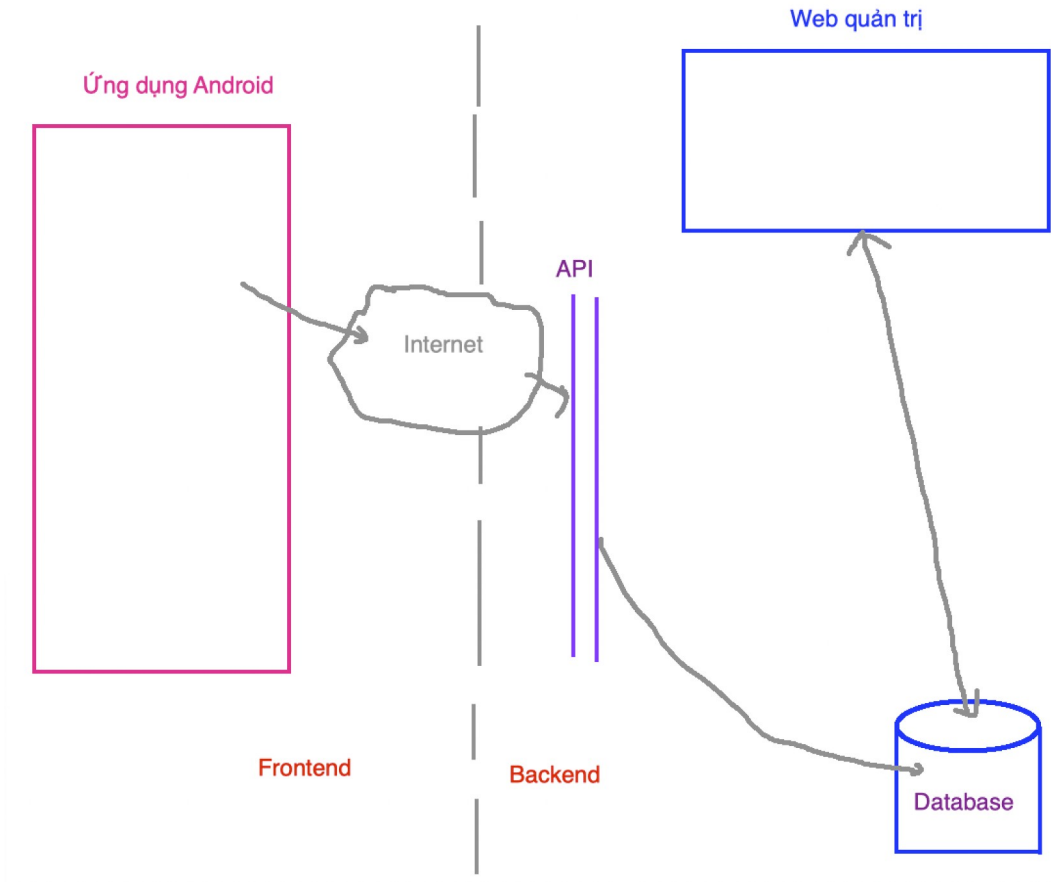 Web quản trị
Ứng dụng Android
API
Internet
Frontend
Backend
Database